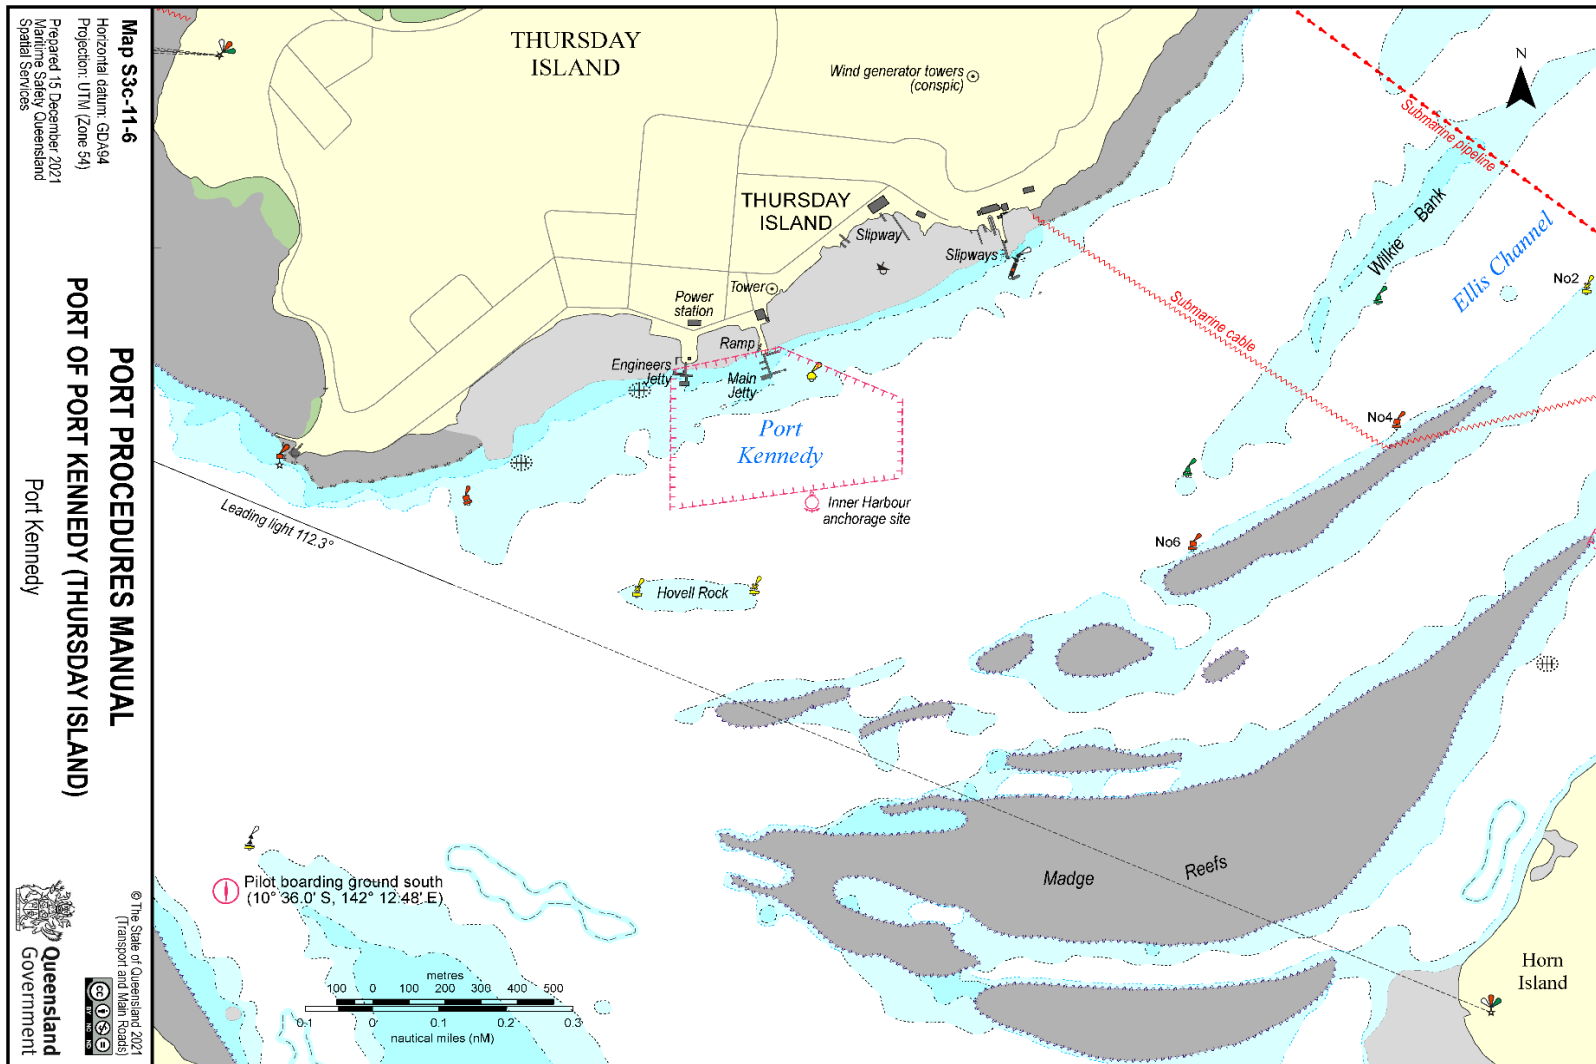 Map S3c-11-6
Horizontal datum: GDA94
Projection: UTM (Zone 54)
Prepared 15 December 2021
Maritime Safety Queensland
Spatial Services
PORT PROCEDURES MANUAL
PORT OF PORT KENNEDY (THURSDAY ISLAND)
Port Kennedy
© The State of Queensland 2021
(Transport and Main Roads)
Queensland
Government
cc
BY NC ND
THURSDAY
ISLAND
Wind generator towers
(conspic)
N
Submarine pipeline
Wilkie Bank
Ellis Channel
No2
THURSDAY
ISLAND
Slipway
Slipways
Submarine cable
Tower
Power
station
Ramp
Engineers
Jetty
Main
Jetty
No4
Port
Kennedy
Inner Harbour
anchorage site
Leading light 112.3°
No6
Hovell Rock
Madge Reefs
Pilot boarding ground south
(10° 36.0' S, 142° 12.48' E)
Horn
Island
metres
100 0 100 200 300 400 500
0.1 0 0.1 0.2 0.3
nautical miles (nM)